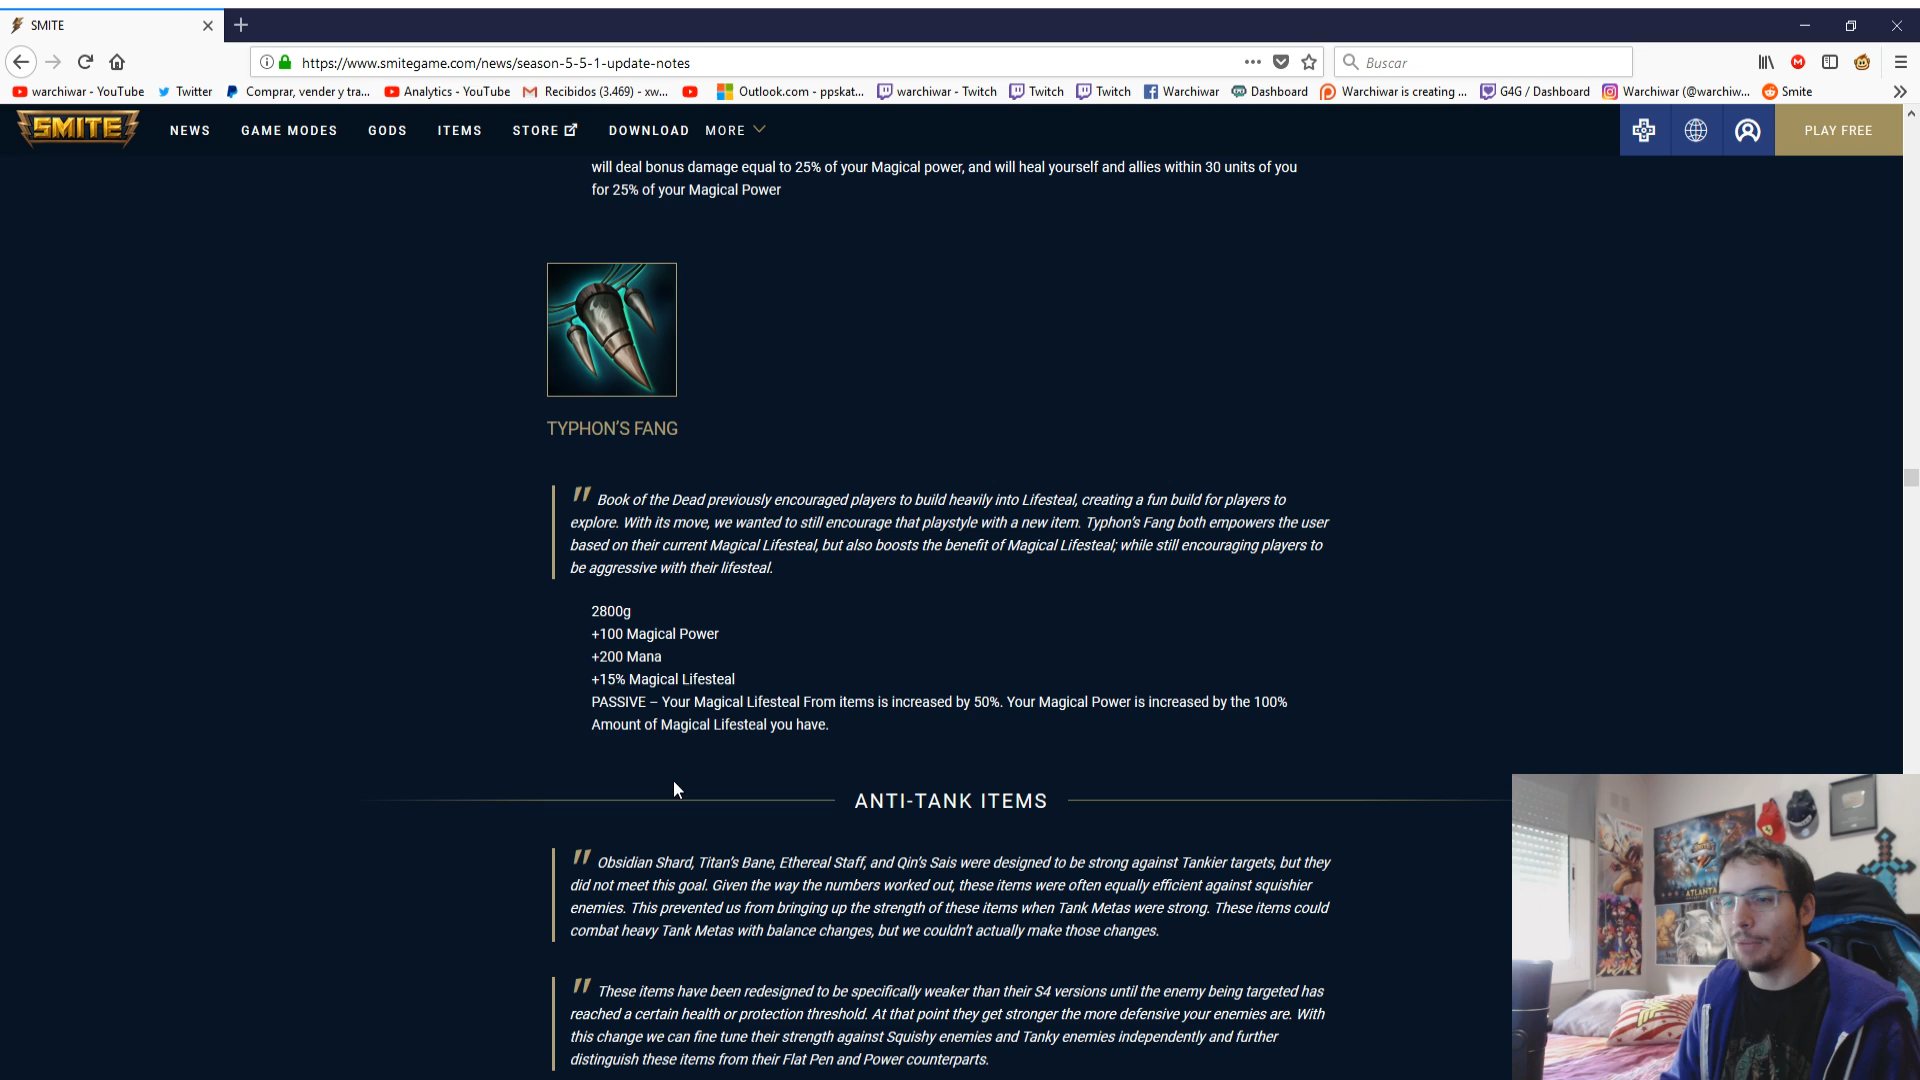 SMITE
https://www.smitegame.com/news/season-5-5-1-update-notes
Buscar
warchiwar - YouTube
Twitter
Comprar, vender y tra...
Analytics - YouTube
Recibidos (3.469) - xw...
Outlook.com - ppskat...
warchiwar - Twitch
Twitch
Twitch
Warchiwar
Dashboard
Warchiwar is creating ...
G4G / Dashboard
Warchiwar (@warchiw...
Smite
SMITE
NEWS
GAME MODES
GODS
ITEMS
STORE
DOWNLOAD
MORE
PLAY FREE
will deal bonus damage equal to 25% of your Magical power, and will heal yourself and allies within 30 units of you
for 25% of your Magical Power
TYPHON'S FANG
" Book of the Dead previously encouraged players to build heavily into Lifesteal, creating a fun build for players to
explore. With its move, we wanted to still encourage that playstyle with a new item. Typhon's Fang both empowers the user
based on their current Magical Lifesteal, but also boosts the benefit of Magical Lifesteal; while still encouraging players to
be aggressive with their lifesteal.
2800g
+100 Magical Power
+200 Mana
+15% Magical Lifesteal
PASSIVE – Your Magical Lifesteal From items is increased by 50%. Your Magical Power is increased by the 100%
Amount of Magical Lifesteal you have.
ANTI-TANK ITEMS
" Obsidian Shard, Titan's Bane, Ethereal Staff, and Qin's Sais were designed to be strong against Tankier targets, but they
did not meet this goal. Given the way the numbers worked out, these items were often equally efficient against squishier
enemies. This prevented us from bringing up the strength of these items when Tank Metas were strong. These items could
combat heavy Tank Metas with balance changes, but we couldn't actually make those changes.
" These items have been redesigned to be specifically weaker than their S4 versions until the enemy being targeted has
reached a certain health or protection threshold. At that point they get stronger the more defensive your enemies are. With
this change we can fine tune their strength against Squishy enemies and Tanky enemies independently and further
distinguish these items from their Flat Pen and Power counterparts.